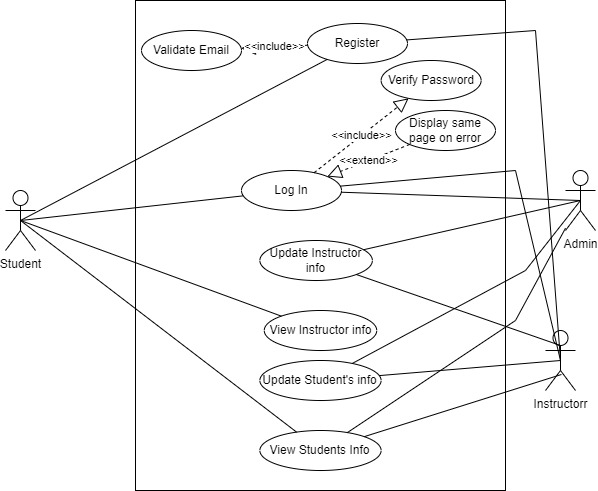 Register
Validate Email
<<include>>
Verify Password
Display same
page on error
<<include>>
<<extend>>
Log In
Student
Admin
Update Instructor
info
View Instructor info
Update Student's info
Instructorr
View Students Info